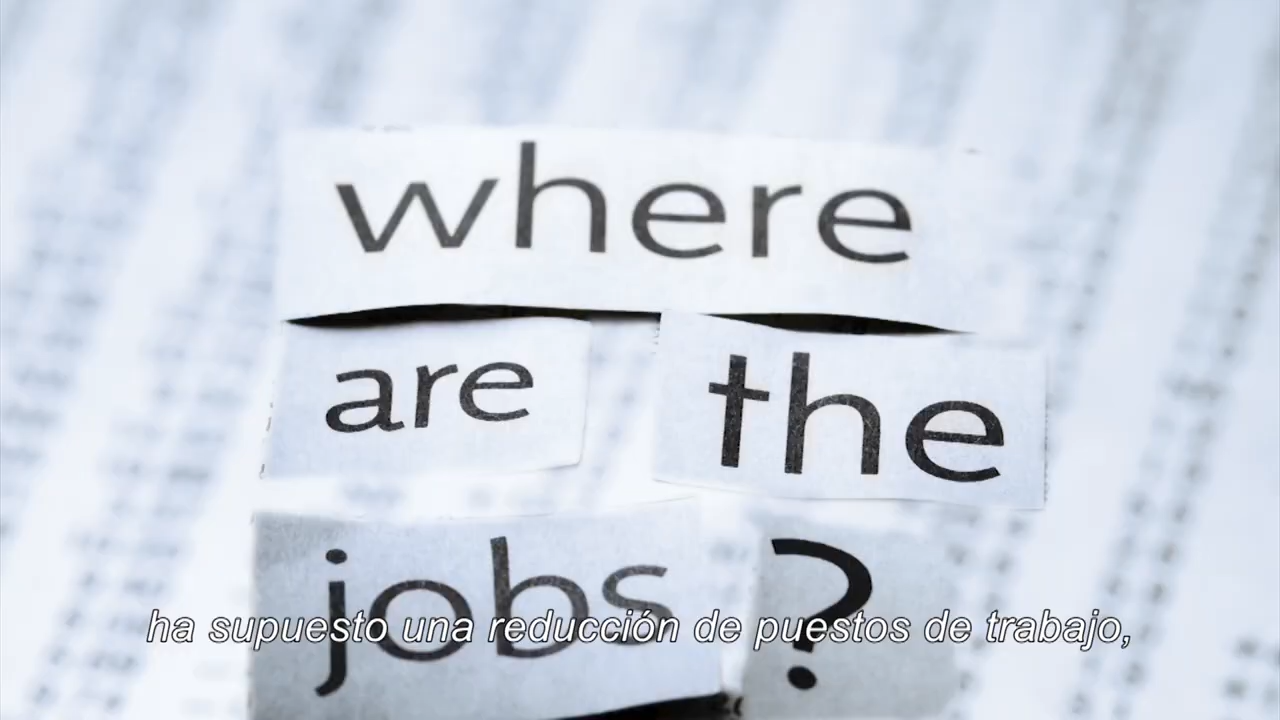 where
are the
jobs ?
ha supuesto una reducción de puestos de trabajo,